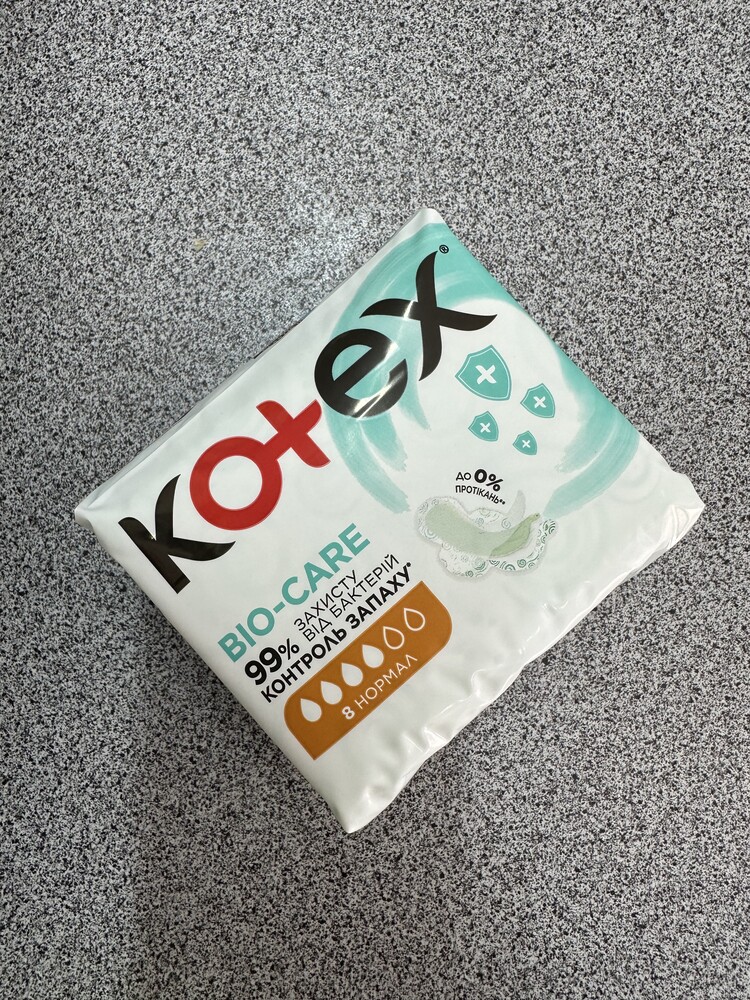 Kotex®
ДО 0%
ПРОТІКАНЬ**
BIO-CARE
99% ЗАХИСТУ
ВІД БАКТЕРІЙ
КОНТРОЛЬ ЗАПАХУ*
8 НОРМАЛ